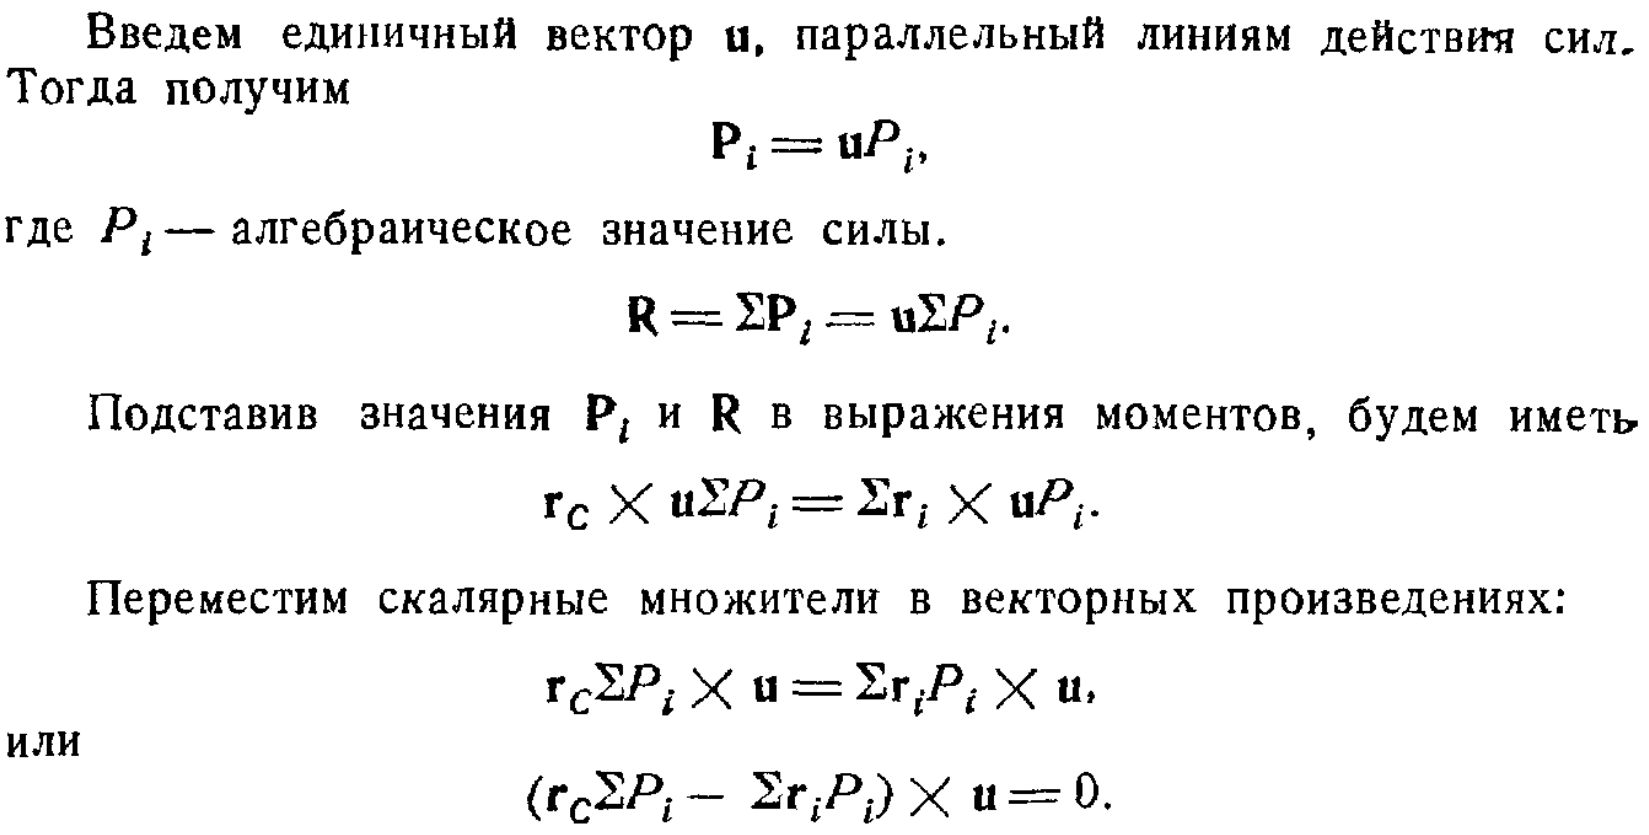 Введем единичный вектор u, параллельный линиям действия сил.
Тогда получим
P_i = uP_i,
где P_i — алгебраическое значение силы.
R = ΣP_i = uΣP_i.
Подставив значения P_i и R в выражения моментов, будем иметь
r_C × uΣP_i = Σr_i × uP_i.
Переместим скалярные множители в векторных произведениях:
r_CΣP_i × u = Σr_iP_i × u,
или
(r_CΣP_i − Σr_iP_i) × u = 0.